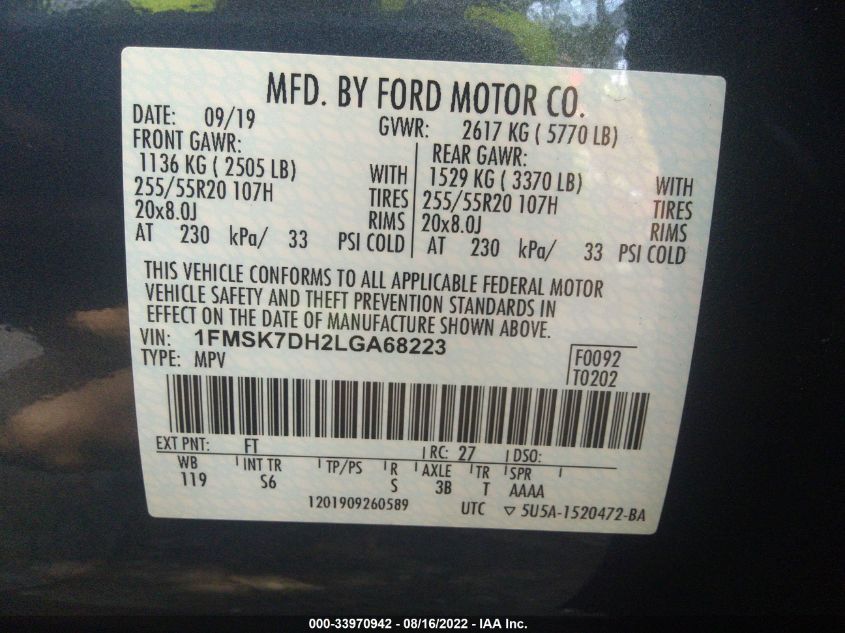 MFD. BY FORD MOTOR CO.
DATE: 09/19 GVWR: 2617 KG ( 5770 LB)
FRONT GAWR: REAR GAWR:
1136 KG ( 2505 LB) WITH 1529 KG ( 3370 LB) WITH
255/55R20 107H TIRES 255/55R20 107H TIRES
20x8.0J RIMS 20x8.0J RIMS
AT 230 kPa/ 33 PSI COLD AT 230 kPa/ 33 PSI COLD
THIS VEHICLE CONFORMS TO ALL APPLICABLE FEDERAL MOTOR
VEHICLE SAFETY AND THEFT PREVENTION STANDARDS IN
EFFECT ON THE DATE OF MANUFACTURE SHOWN ABOVE.
VIN: 1FMSK7DH2LGA68223
TYPE: MPV F0092
T0202
EXT PNT: FT RC: 27 DSO:
WB INT TR TP/PS R AXLE TR SPR
119 S6 S 3B T AAAA
1201909260589 UTC ▽ 5U5A-1520472-BA
000-33970942 - 08/16/2022 - IAA Inc.